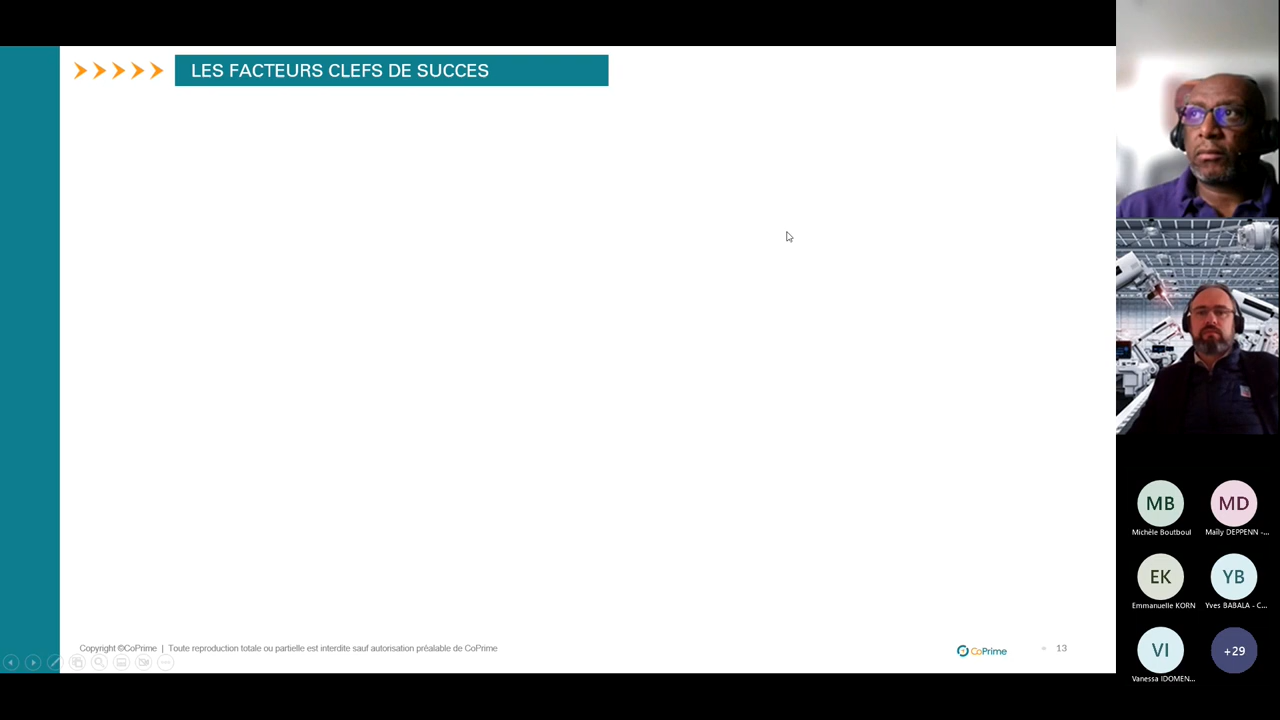 LES FACTEURS CLEFS DE SUCCES
Copyright ©CoPrime | Toute reproduction totale ou partielle est interdite sauf autorisation préalable de CoPrime
CoPrime
13
MB
MD
Michèle Boutboul
Maïly DEPPENN -...
EK
YB
Emmanuelle KORN
Yves BABALA - C...
VI
+29
Vanessa IDOMEN...